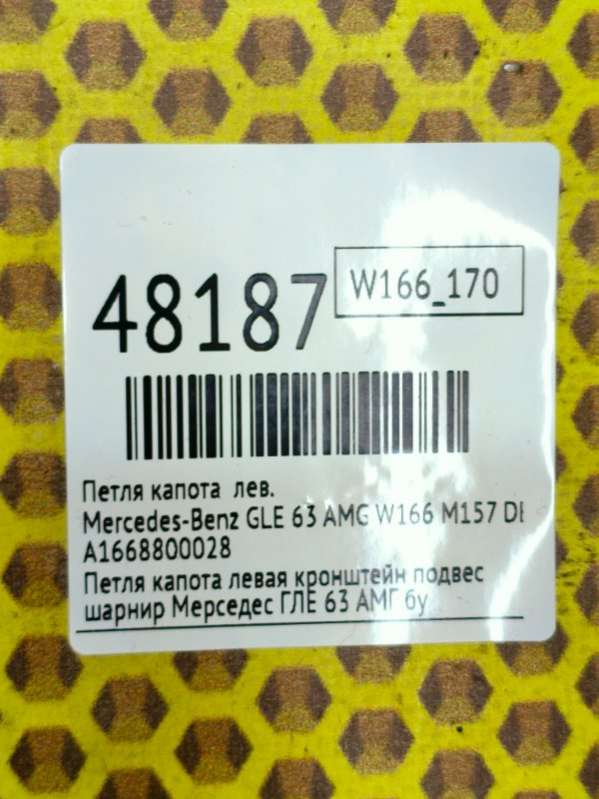 48187
W166_170
Петля капота лев.
Mercedes-Benz GLE 63 AMG W166 M157 DE
A1668800028
Петля капота левая кронштейн подвес
шарнир Мерседес ГЛЕ 63 АМГ бу